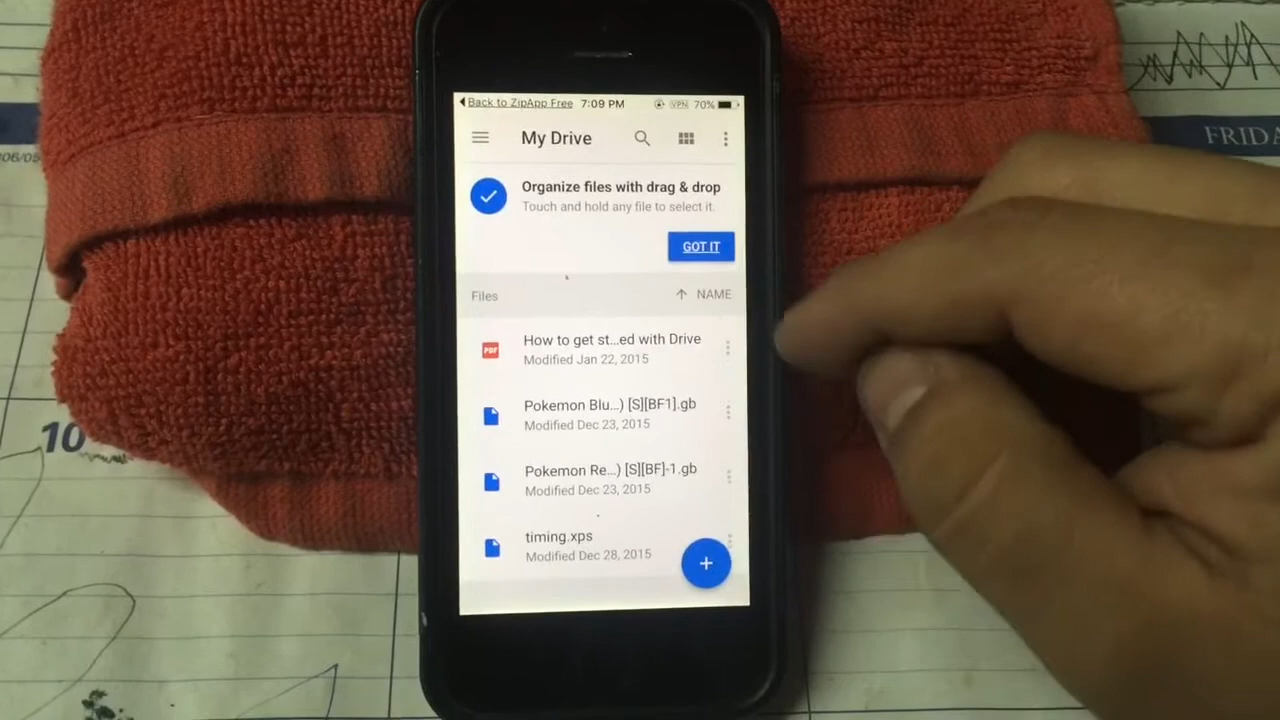 Back to ZipApp Free 7:09 PM VPN 70%
My Drive
Organize files with drag & drop
Touch and hold any file to select it.
GOT IT
Files NAME
PDF
How to get st...ed with Drive
Modified Jan 22, 2015
Pokemon Blu...) [S][BF1].gb
Modified Dec 23, 2015
Pokemon Re...) [S][BF]-1.gb
Modified Dec 23, 2015
timing.xps
Modified Dec 28, 2015
+
10
06/05
FRIDA